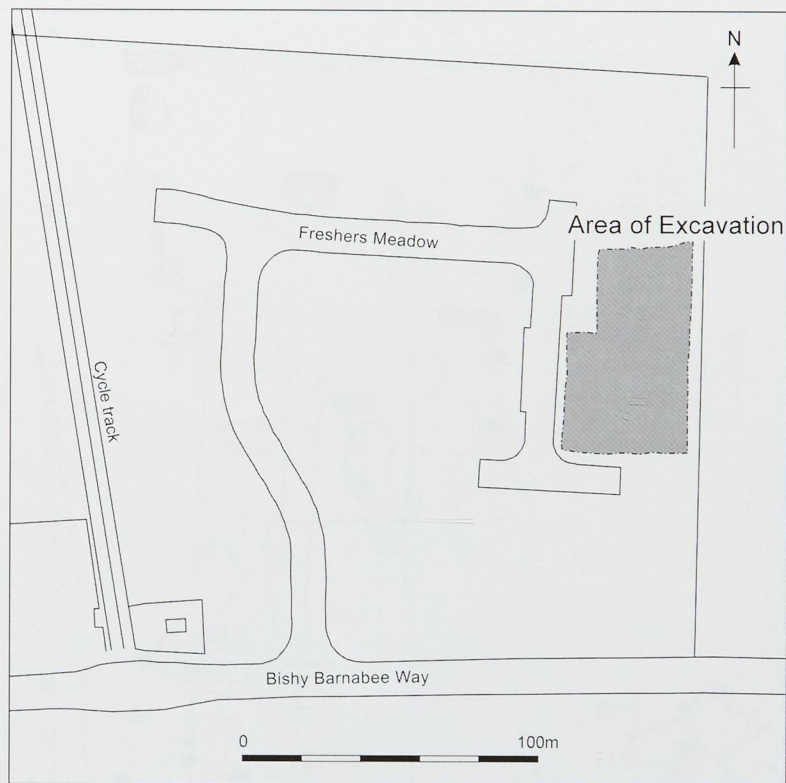 N
Area of Excavation
Freshers Meadow
Cycle track
Bishy Barnabee Way
0 100m